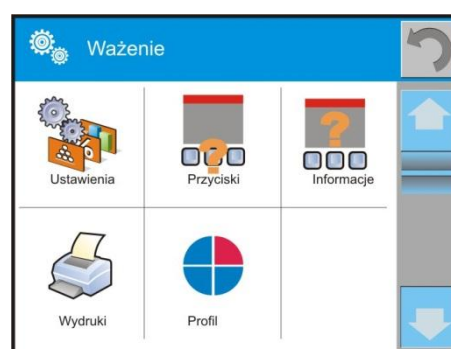 Ważenie
Ustawienia
Przyciski
Informacje
Wydruki
Profil